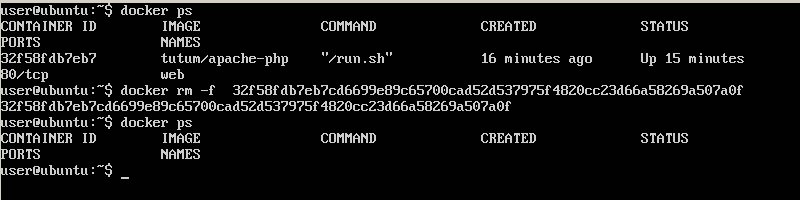 user@ubuntu:~$ docker ps
CONTAINER ID        IMAGE               COMMAND             CREATED             STATUS
PORTS               NAMES
32f58fdb7eb7        tutum/apache-php    "/run.sh"           16 minutes ago      Up 15 minutes
80/tcp              web
user@ubuntu:~$ docker rm -f  32f58fdb7eb7cd6699e89c65700cad52d537975f4820cc23d66a58269a507a0f
32f58fdb7eb7cd6699e89c65700cad52d537975f4820cc23d66a58269a507a0f
user@ubuntu:~$ docker ps
CONTAINER ID        IMAGE               COMMAND             CREATED             STATUS
PORTS               NAMES
user@ubuntu:~$ _